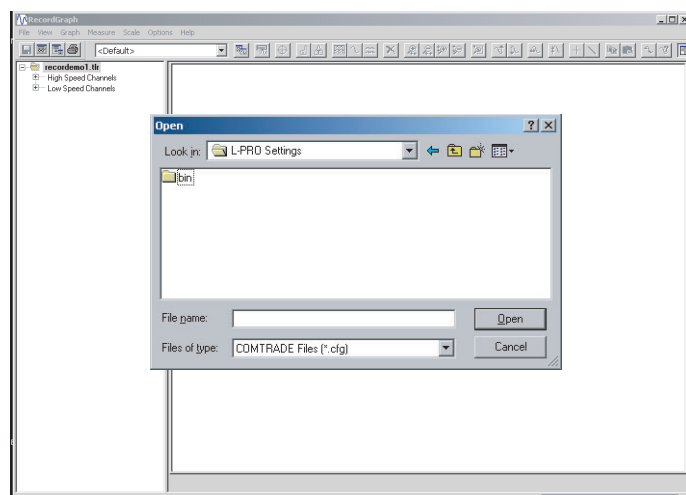 RecordGraph
File View Graph Measure Scale Options Help
<Default>
recordemo1.tlr
High Speed Channels
Low Speed Channels
Open
Look in: L-PRO Settings
bin
File name:
Open
Files of type: COMTRADE Files (*.cfg)
Cancel